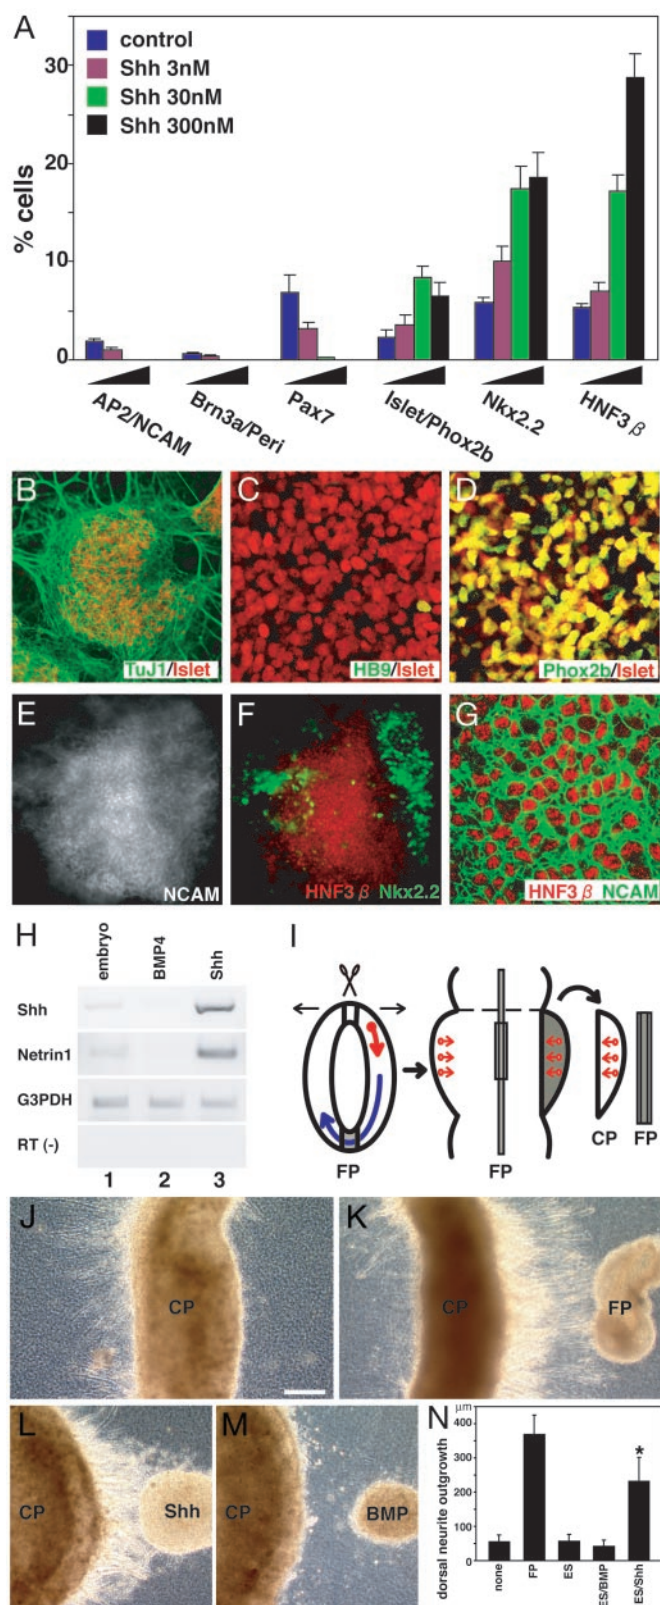 A
control
Shh 3nM
Shh 30nM
Shh 300nM
% cells
30
20
10
0
AP2/NCAM
Brn3a/Peri
Pax7
Islet/Phox2b
Nkx2.2
HNF3 β
B
TuJ1/Islet
C
HB9/Islet
D
Phox2b/Islet
E
NCAM
F
HNF3 β Nkx2.2
G
HNF3 β NCAM
H
embryo
BMP4
Shh
Shh
Netrin1
G3PDH
RT (-)
1 2 3
I
FP
FP
CP
FP
J
CP
K
CP
FP
L
CP
Shh
M
CP
BMP
N
μm
dorsal neurite outgrowth
400
300
200
100
0
*
none
FP
ES
ES/BMP
ES/Shh